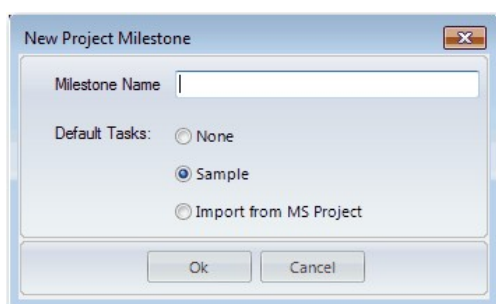 New Project Milestone
Milestone Name
Default Tasks: None
Sample
Import from MS Project
Ok Cancel